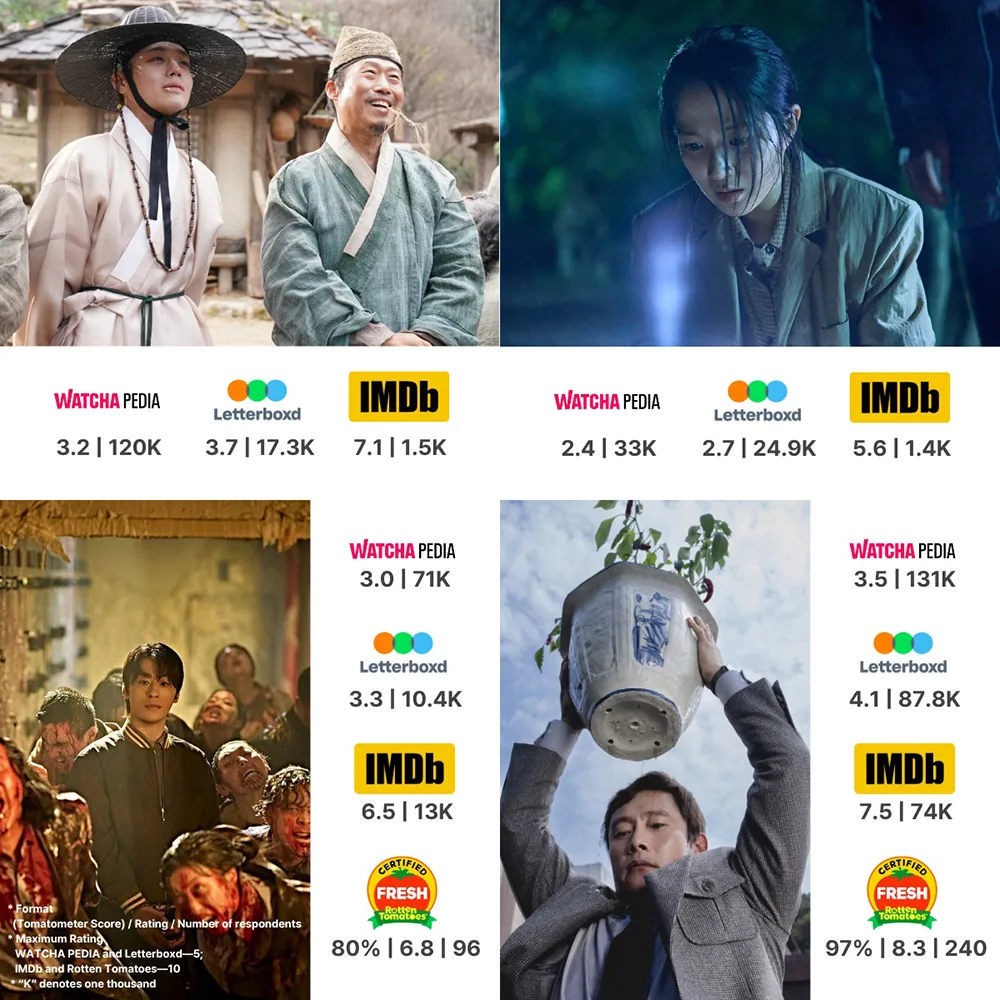 WATCHA PEDIA
3.2 | 120K
Letterboxd
3.7 | 17.3K
IMDb
7.1 | 1.5K
WATCHA PEDIA
2.4 | 33K
Letterboxd
2.7 | 24.9K
IMDb
5.6 | 1.4K
WATCHA PEDIA
3.0 | 71K
Letterboxd
3.3 | 10.4K
IMDb
6.5 | 13K
CERTIFIED
FRESH
Rotten
Tomatoes
80% | 6.8 | 96
* Format
(Tomatometer Score) / Rating / Number of respondents
* Maximum Rating
WATCHA PEDIA and Letterboxd—5;
IMDb and Rotten Tomatoes—10
* “K” denotes one thousand
WATCHA PEDIA
3.5 | 131K
Letterboxd
4.1 | 87.8K
IMDb
7.5 | 74K
CERTIFIED
FRESH
Rotten
Tomatoes
97% | 8.3 | 240